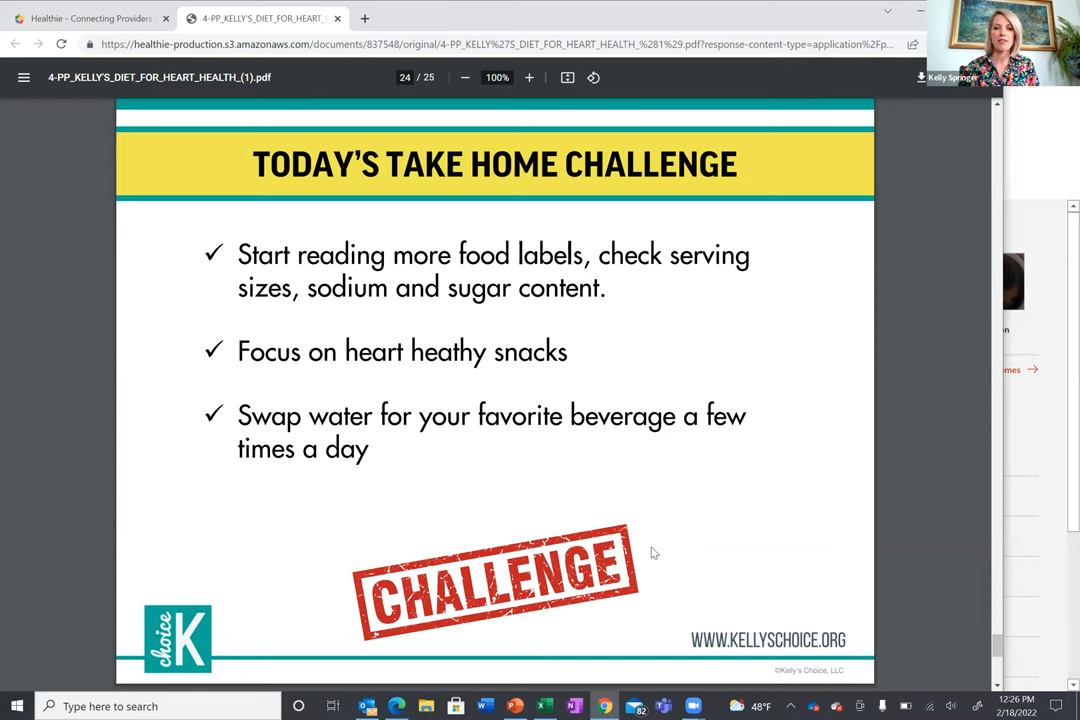 Healthie - Connecting Providers
4-PP_KELLY'S_DIET_FOR_HEART_
https://healthie-production.s3.amazonaws.com/documents/837548/original/4-PP_KELLY%27S_DIET_FOR_HEART_HEALTH_%281%29.pdf?response-content-type=application%2Fp...
Kelly Springer
4-PP_KELLY'S_DIET_FOR_HEART_HEALTH_(1).pdf
24 / 25
100%
TODAY'S TAKE HOME CHALLENGE
✓ Start reading more food labels, check serving
sizes, sodium and sugar content.
✓ Focus on heart heathy snacks
✓ Swap water for your favorite beverage a few
times a day
CHALLENGE
choice K
WWW.KELLYSCHOICE.ORG
©Kelly's Choice, LLC
on
mes →
Type here to search
82
48°F
12:26 PM
2/18/2022